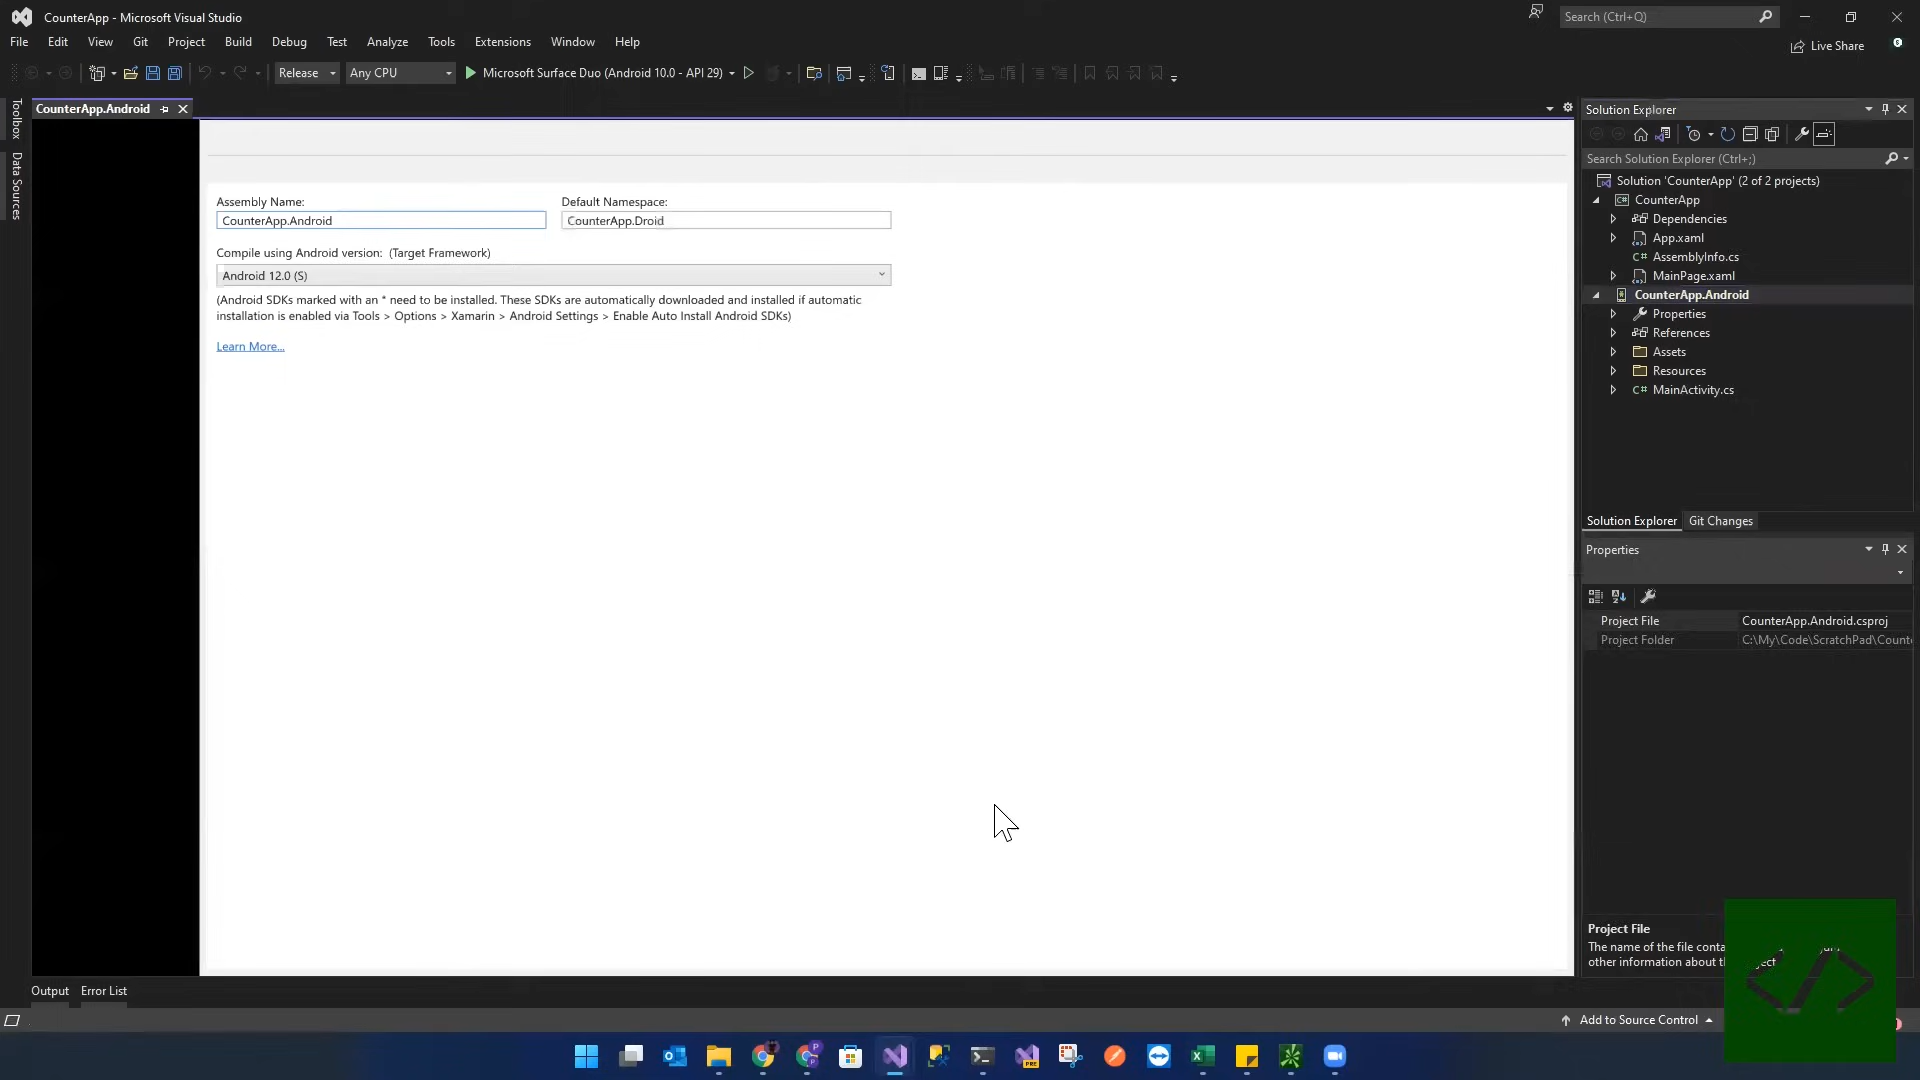 CounterApp - Microsoft Visual Studio
Search (Ctrl+Q)
File Edit View Git Project Build Debug Test Analyze Tools Extensions Window Help
Live Share
Release Any CPU Microsoft Surface Duo (Android 10.0 - API 29)
Toolbox
Data Sources
CounterApp.Android
Assembly Name: Default Namespace:
CounterApp.Android CounterApp.Droid
Compile using Android version: (Target Framework)
Android 12.0 (S)
(Android SDKs marked with an * need to be installed. These SDKs are automatically downloaded and installed if automatic
installation is enabled via Tools > Options > Xamarin > Android Settings > Enable Auto Install Android SDKs)
Learn More...
Solution Explorer
Search Solution Explorer (Ctrl+;)
Solution 'CounterApp' (2 of 2 projects)
CounterApp
Dependencies
App.xaml
C# AssemblyInfo.cs
MainPage.xaml
CounterApp.Android
Properties
References
Assets
Resources
C# MainActivity.cs
Solution Explorer Git Changes
Properties
Project File CounterApp.Android.csproj
Project Folder C:\My\Code\ScratchPad\Count
Project File
The name of the file conta
other information about t
Output Error List
Add to Source Control
PRE